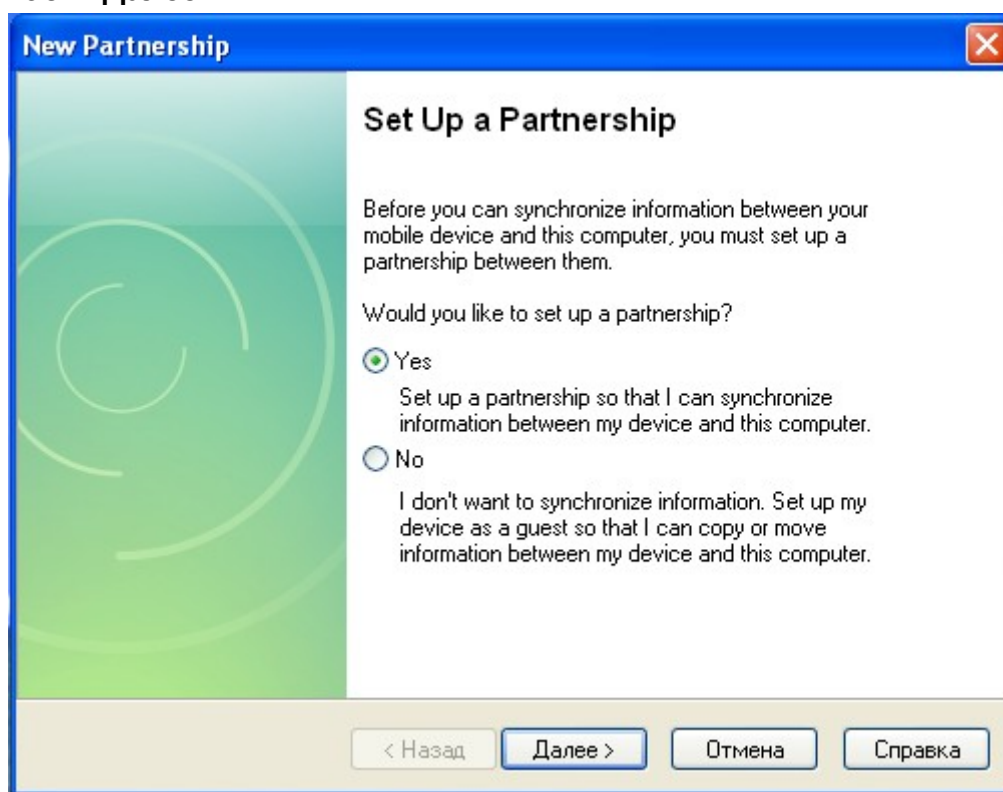 New Partnership
Set Up a Partnership
Before you can synchronize information between your
mobile device and this computer, you must set up a
partnership between them.
Would you like to set up a partnership?
Yes
Set up a partnership so that I can synchronize
information between my device and this computer.
No
I don't want to synchronize information. Set up my
device as a guest so that I can copy or move
information between my device and this computer.
< Назад
Далее >
Отмена
Справка